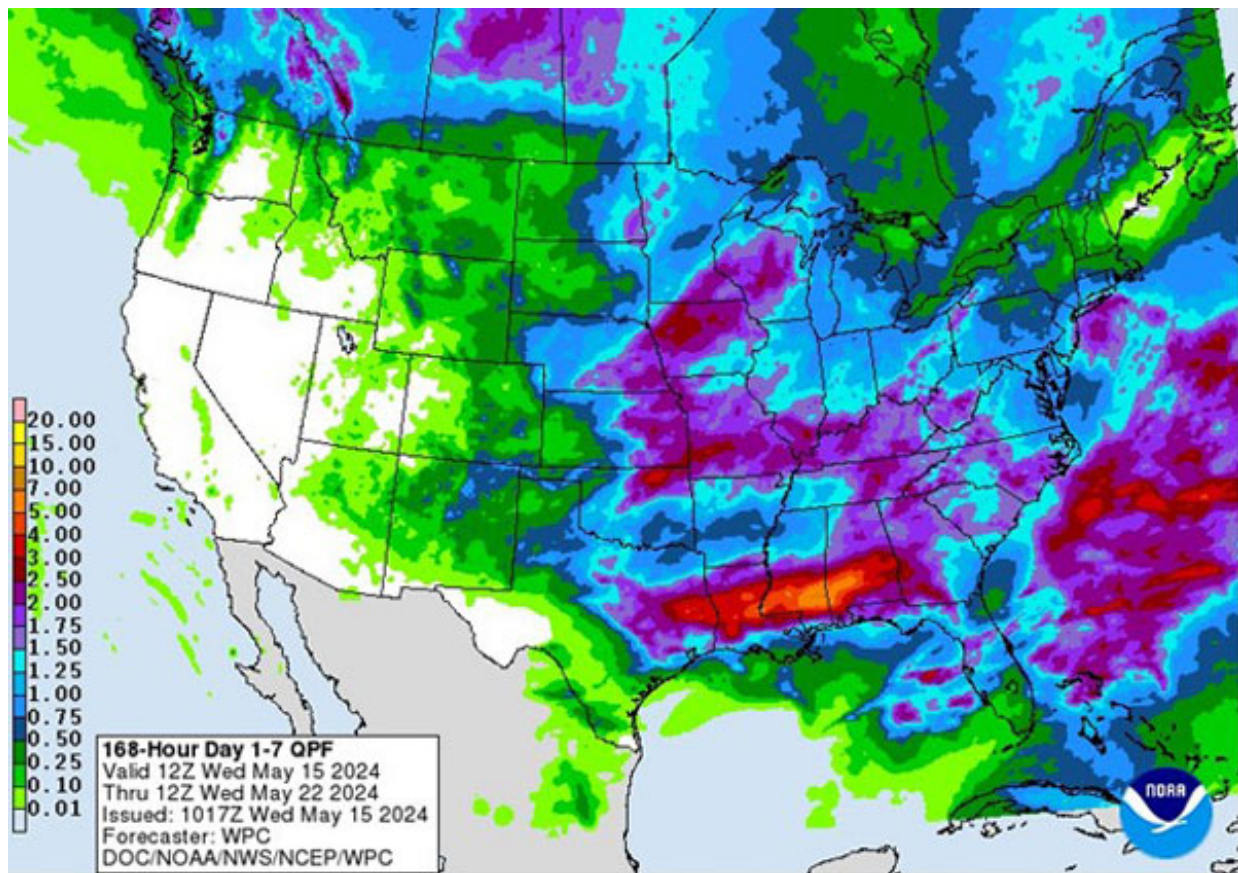 20.00
15.00
10.00
7.00
5.00
4.00
3.00
2.50
2.00
1.75
1.50
1.25
1.00
0.75
0.50
0.25
0.10
0.01
168-Hour Day 1-7 QPF
Valid 12Z Wed May 15 2024
Thru 12Z Wed May 22 2024
Issued: 1017Z Wed May 15 2024
Forecaster: WPC
DOC/NOAA/NWS/NCEP/WPC
NOAA